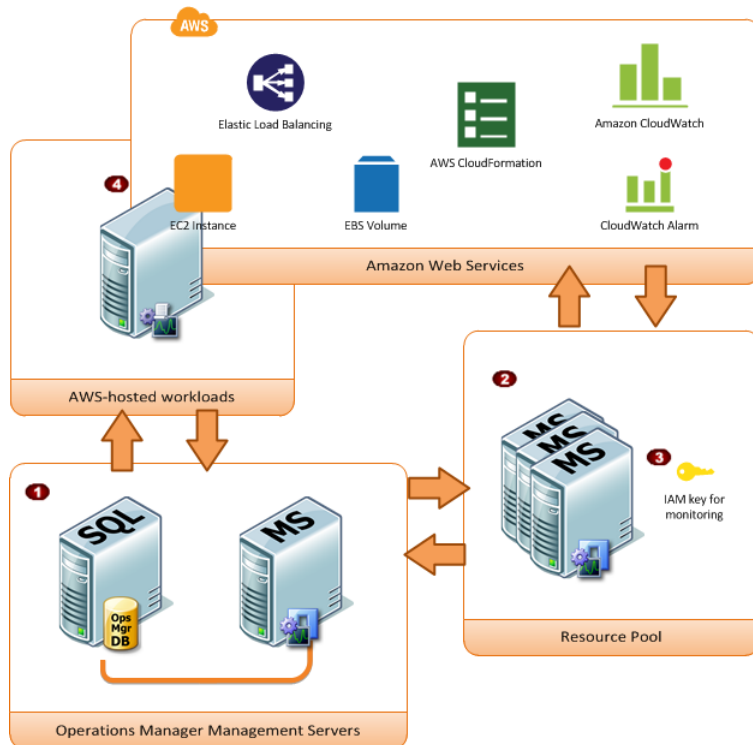 AWS
Elastic Load Balancing
AWS CloudFormation
Amazon CloudWatch
4
EC2 Instance
EBS Volume
CloudWatch Alarm
Amazon Web Services
AWS-hosted workloads
2
MS
MS
MS
3
IAM key for
monitoring
Resource Pool
1
SQL
MS
Ops
Mgr
DB
Operations Manager Management Servers